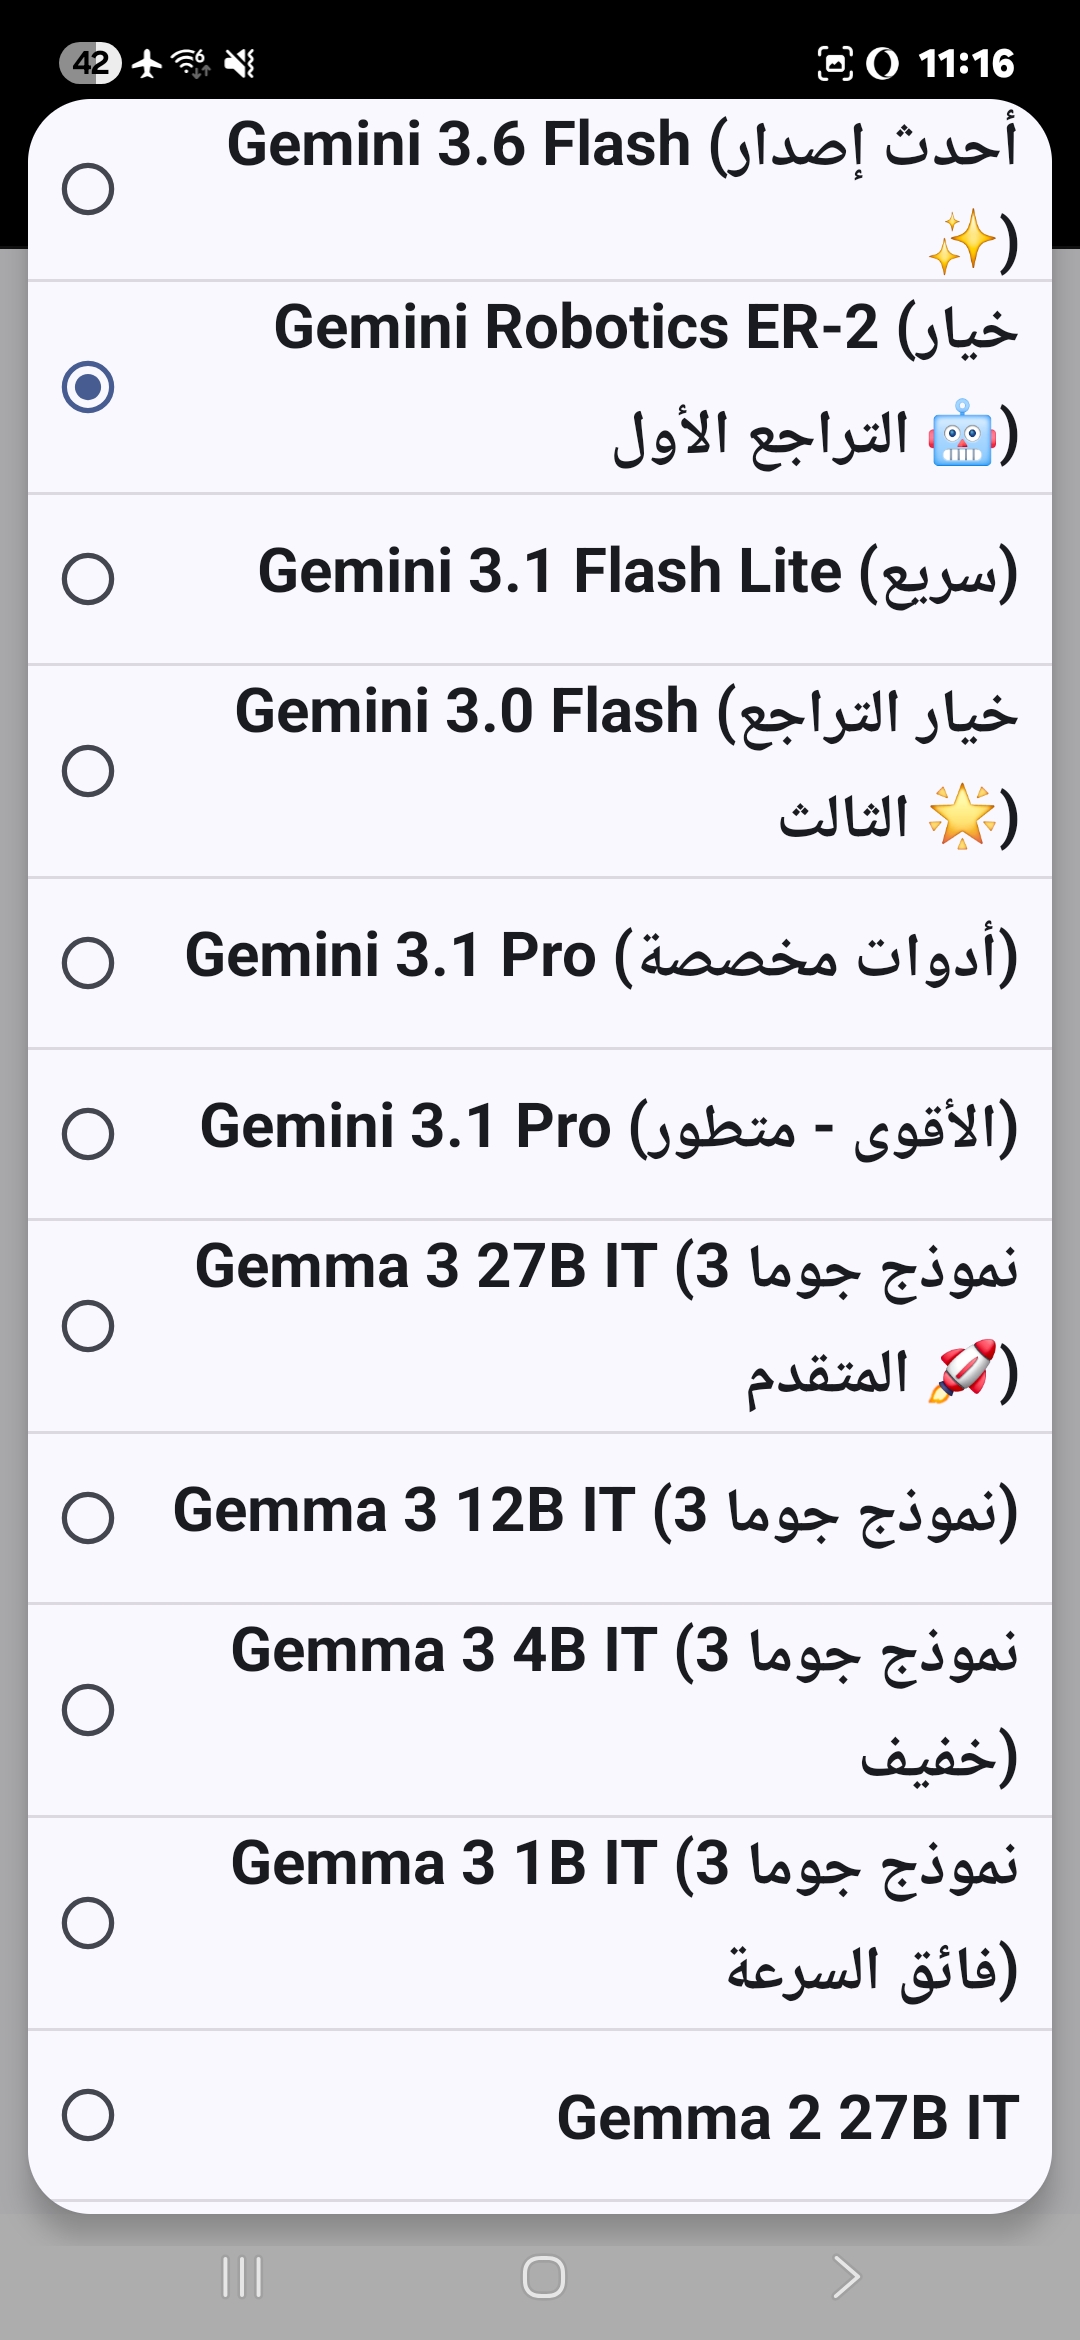 42
6
11:16
Gemini 3.6 Flash (أحدث إصدار
✨)
Gemini Robotics ER-2 (خيار
التراجع الأول 🤖)
Gemini 3.1 Flash Lite (سريع)
Gemini 3.0 Flash (خيار التراجع
الثالث 🌟)
Gemini 3.1 Pro (أدوات مخصصة)
Gemini 3.1 Pro (الأقوى - متطور)
Gemma 3 27B IT (نموذج جوما 3
المتقدم 🚀)
Gemma 3 12B IT (نموذج جوما 3)
Gemma 3 4B IT (نموذج جوما 3
خفيف)
Gemma 3 1B IT (نموذج جوما 3
فائق السرعة)
Gemma 2 27B IT